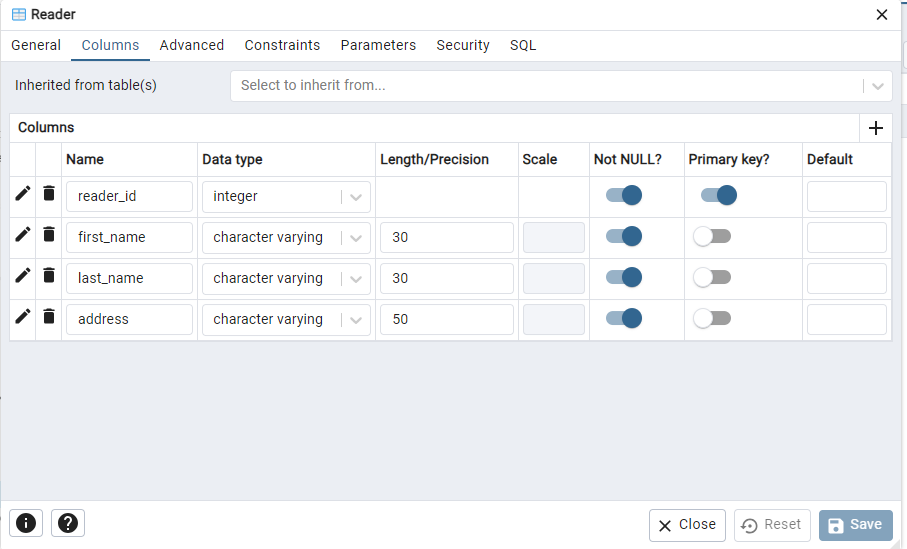 Reader
General Columns Advanced Constraints Parameters Security SQL
Inherited from table(s) Select to inherit from...
Columns
Name Data type Length/Precision Scale Not NULL? Primary key? Default
reader_id integer
first_name character varying 30
last_name character varying 30
address character varying 50
Close Reset Save